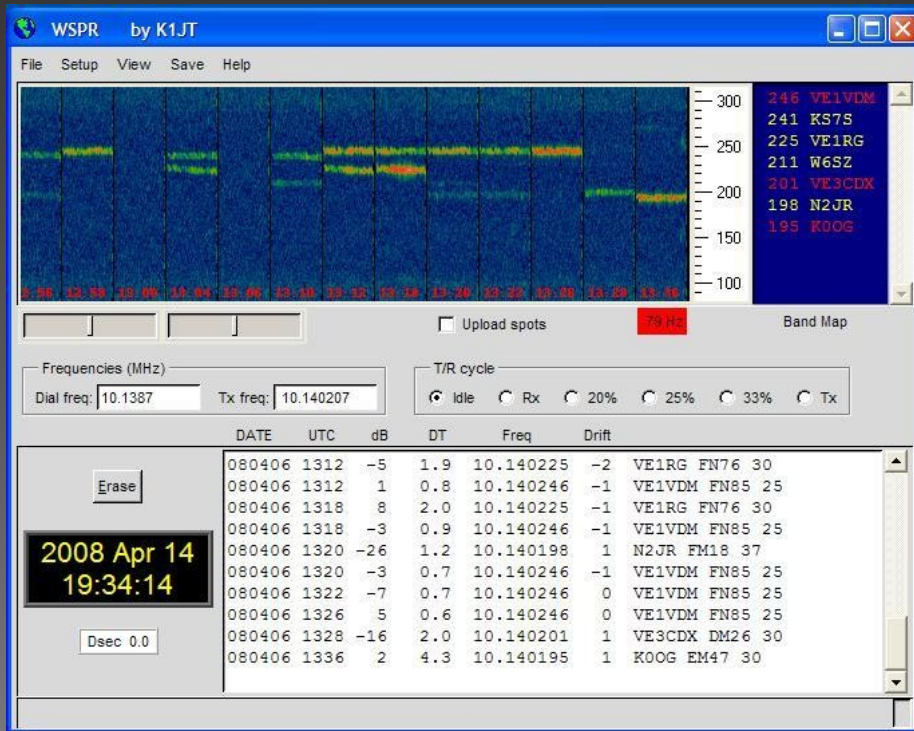 WSPR by K1JT
File Setup View Save Help
300
250
200
150
100
246 VE1VDM
241 KS7S
225 VE1RG
211 W6SZ
201 VE3CDX
198 N2JR
195 K0OG
12:58 13:00 13:04 13:06 13:10 13:12 13:18 13:20 13:22 13:26 13:28 13:36
Upload spots
79 Hz
Band Map
Frequencies (MHz)
Dial freq: 10.1387 Tx freq: 10.140207
T/R cycle
Idle Rx 20% 25% 33% Tx
DATE UTC dB DT Freq Drift
Erase
2008 Apr 14
19:34:14
Dsec 0.0
080406 1312 -5 1.9 10.140225 -2 VE1RG FN76 30
080406 1312 1 0.8 10.140246 -1 VE1VDM FN85 25
080406 1318 8 2.0 10.140225 -1 VE1RG FN76 30
080406 1318 -3 0.9 10.140246 -1 VE1VDM FN85 25
080406 1320 -26 1.2 10.140198 1 N2JR FM18 37
080406 1320 -3 0.7 10.140246 -1 VE1VDM FN85 25
080406 1322 -7 0.7 10.140246 0 VE1VDM FN85 25
080406 1326 5 0.6 10.140246 0 VE1VDM FN85 25
080406 1328 -16 2.0 10.140201 1 VE3CDX DM26 30
080406 1336 2 4.3 10.140195 1 K0OG EM47 30